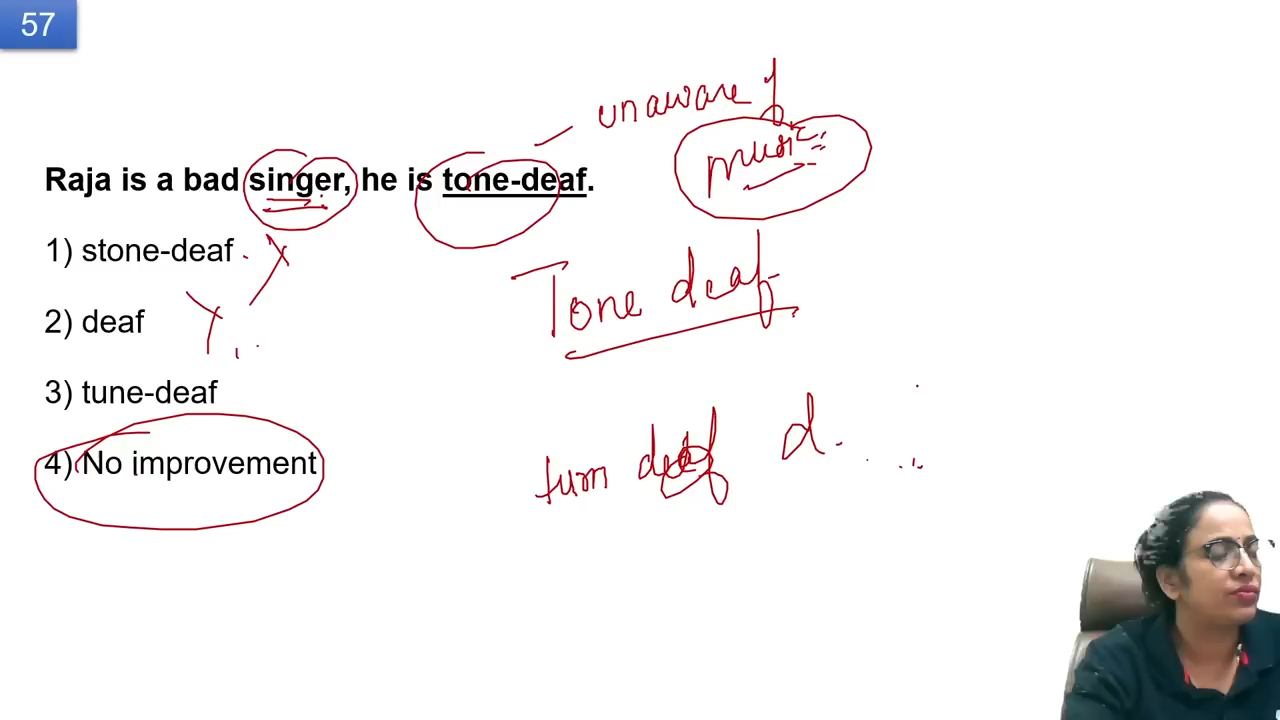 57
unaware of
music
Raja is a bad singer, he is tone-deaf.
1) stone-deaf
Tone deaf
2) deaf
3) tune-deaf
turn deaf d
4) No improvement